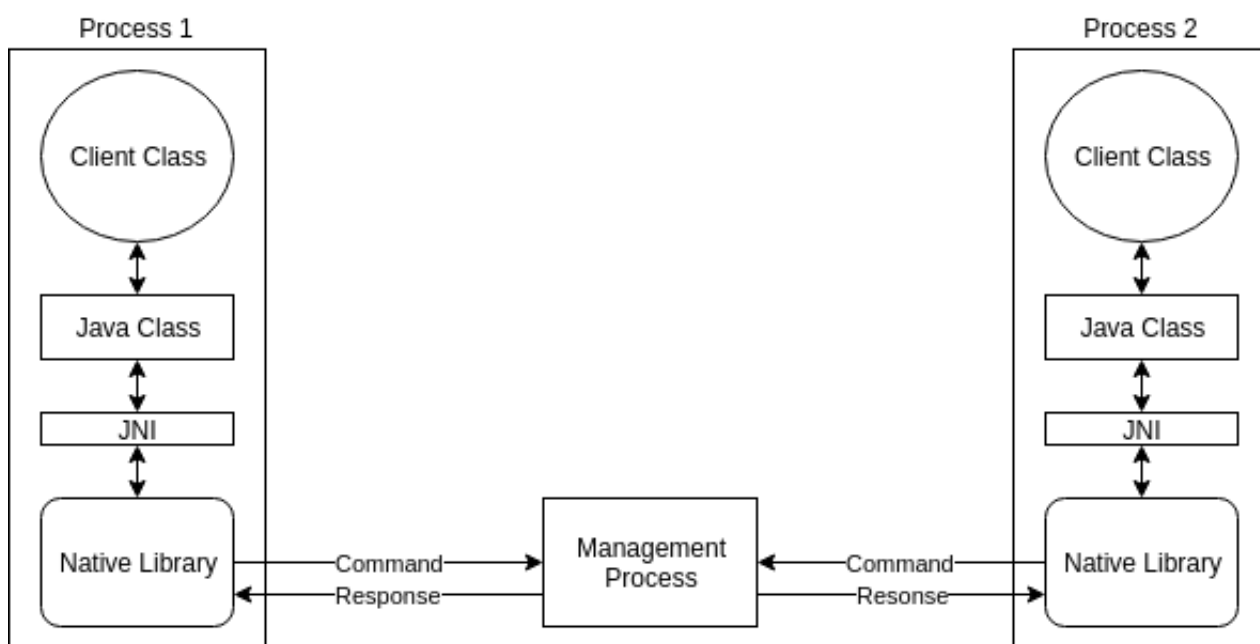 Process 1
Process 2
Client Class
Client Class
Java Class
Java Class
JNI
JNI
Native Library
Command
Response
Management
Process
Command
Resonse
Native Library